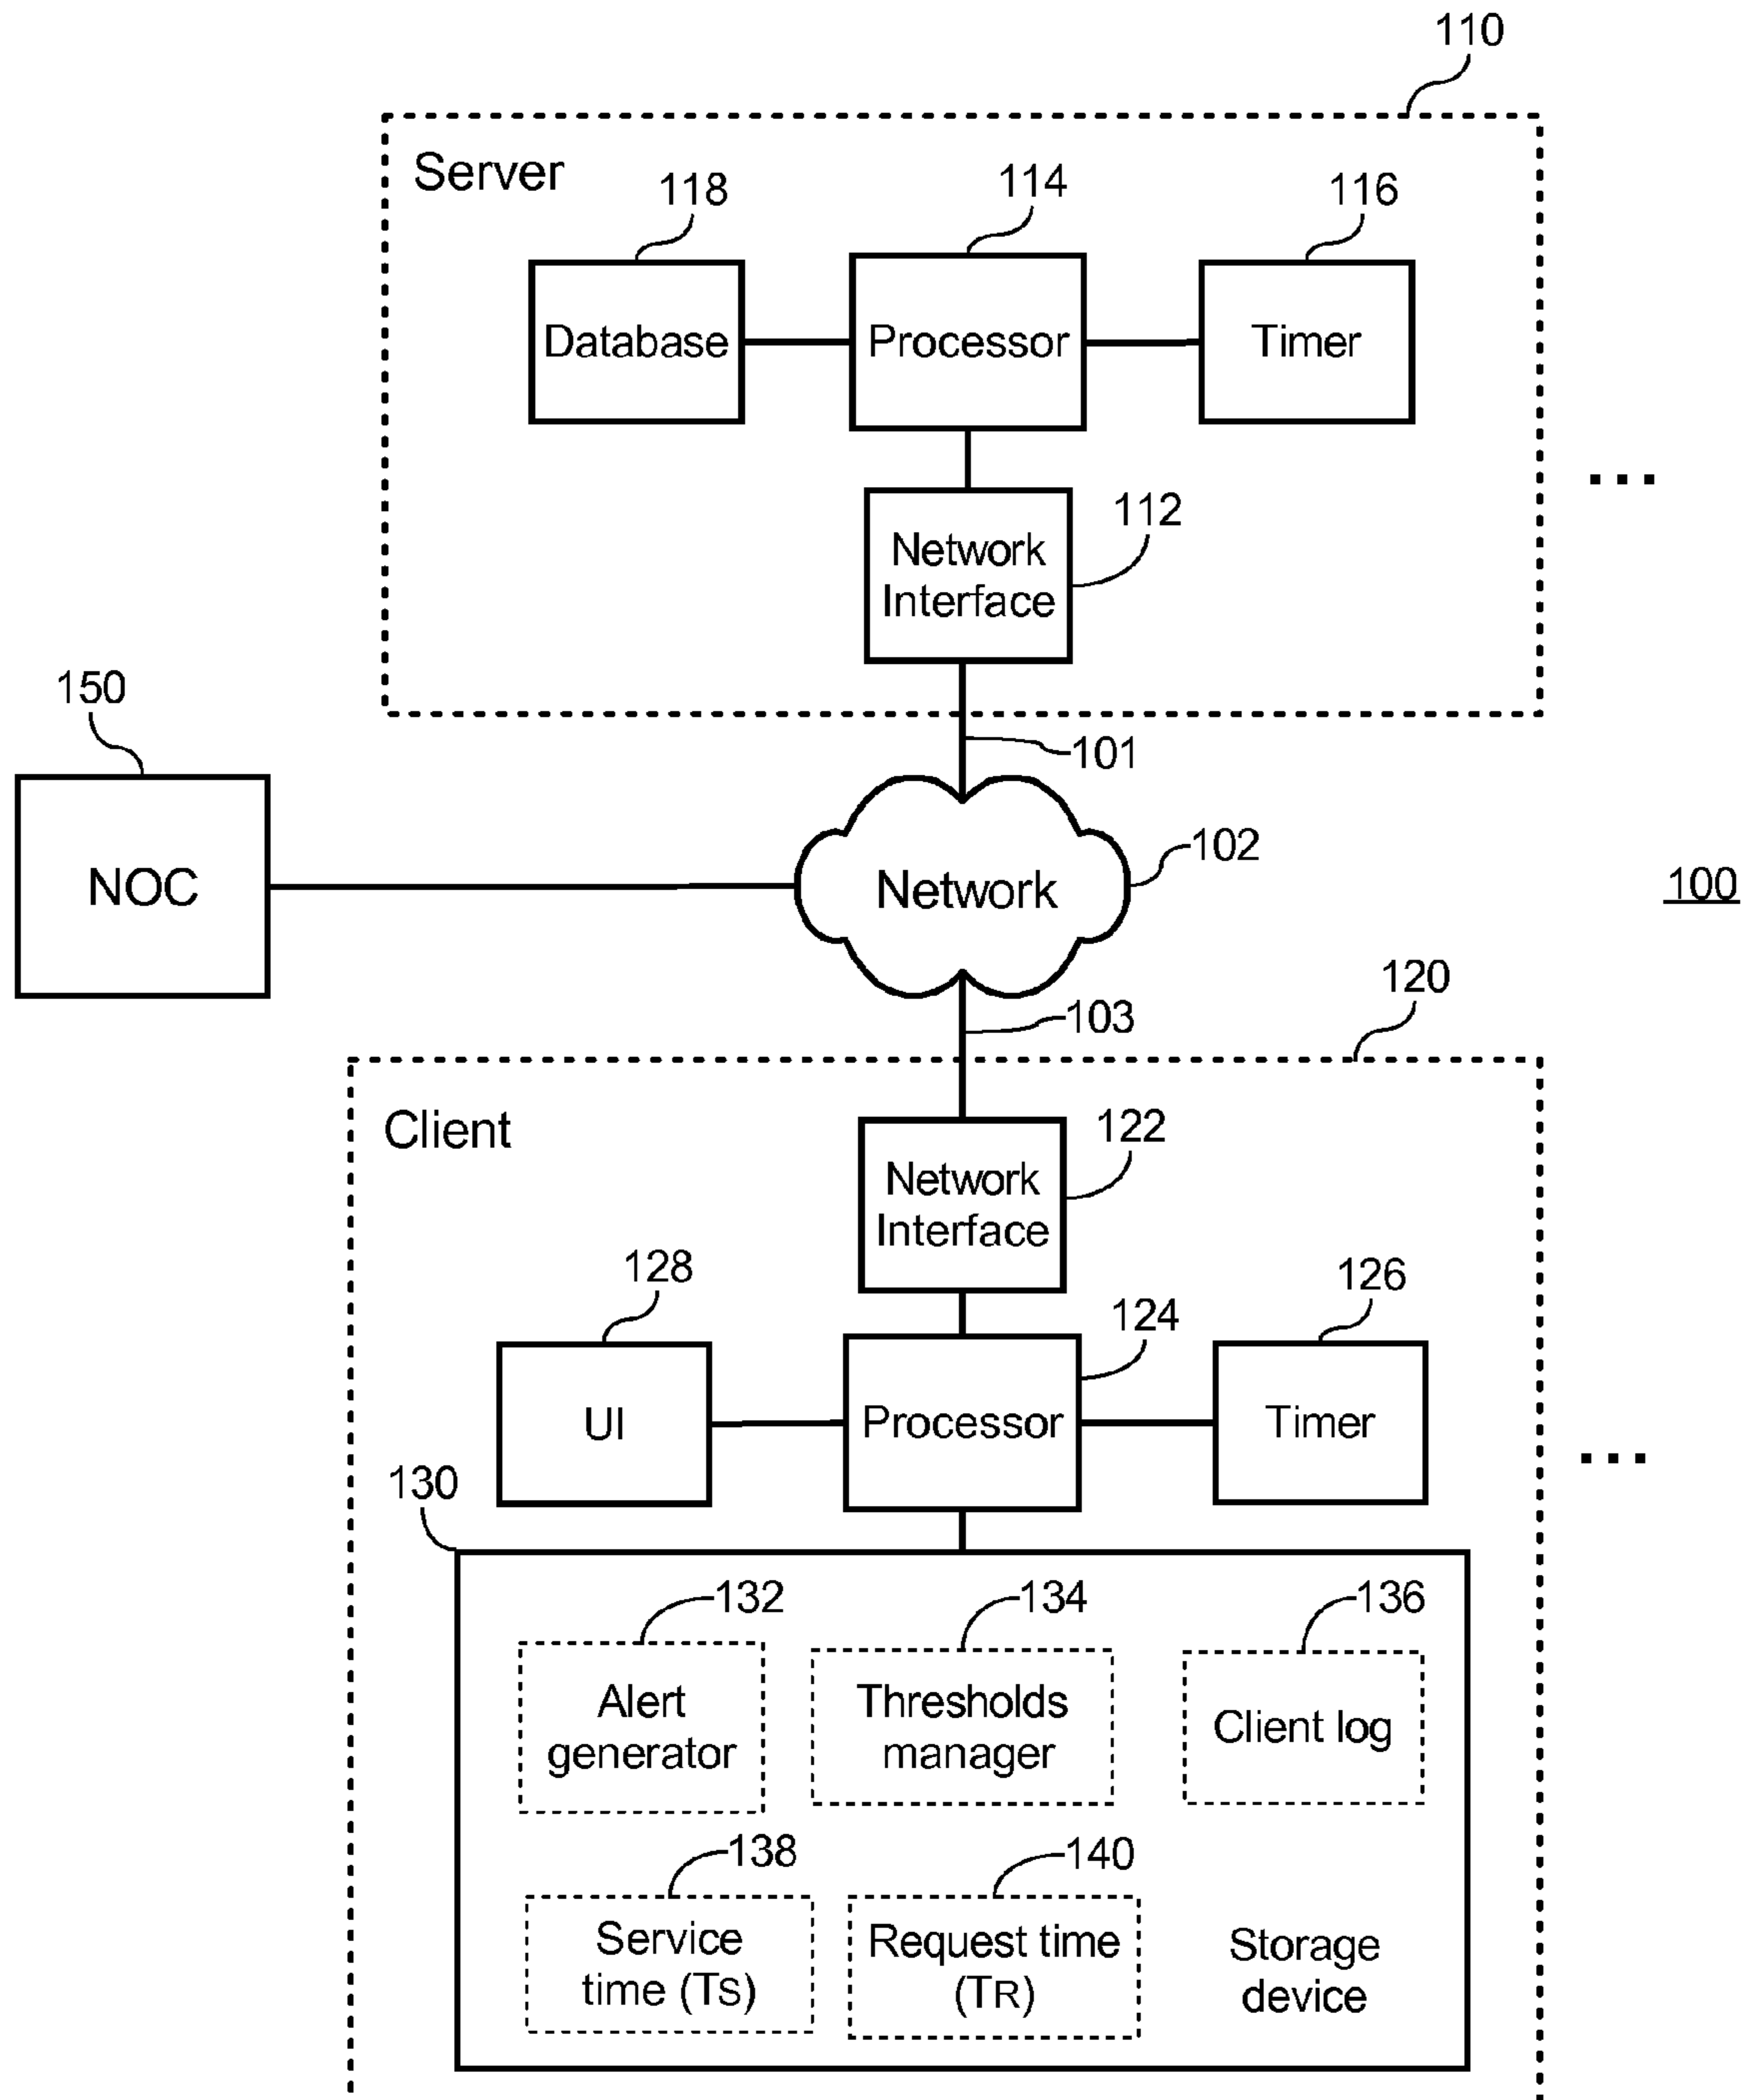 110
Server
118
114
116
Database
Processor
Timer
...
112
Network
Interface
150
101
NOC
Network
102
100
120
103
Client
122
Network
Interface
128
126
124
UI
Processor
Timer
...
130
132
134
136
Alert
generator
Thresholds
manager
Client log
138
140
Service
time (TS)
Request time
(TR)
Storage
device